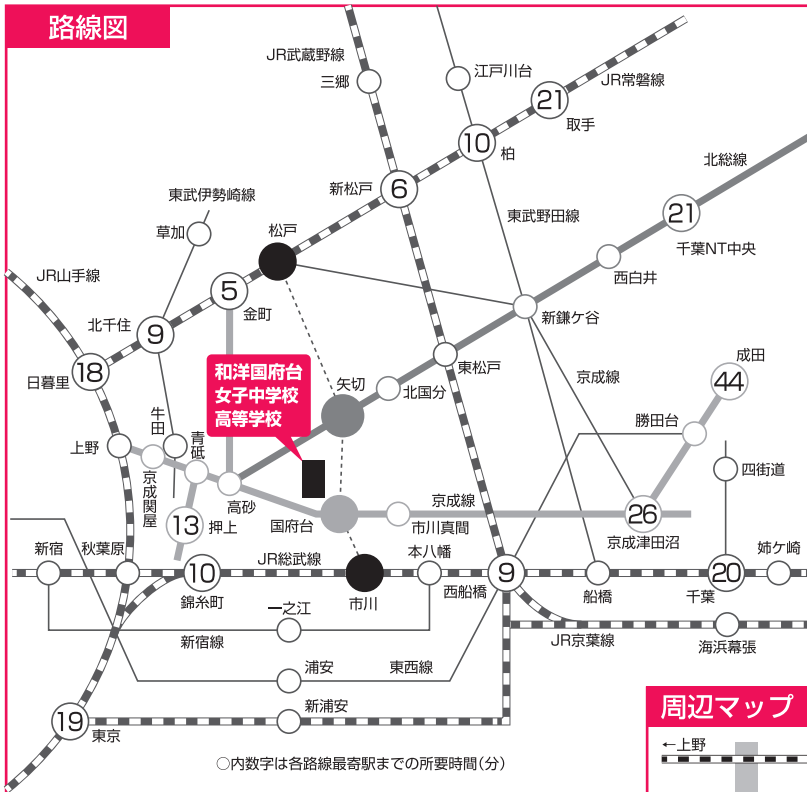 路線図
JR武蔵野線
三郷
江戸川台
JR常磐線
21
取手
10
柏
新松戸
6
北総線
東武伊勢崎線
草加
松戸
東武野田線
21
千葉NT中央
西白井
JR山手線
5
金町
北千住
9
新鎌ケ谷
18
日暮里
東松戸
和洋国府台
女子中学校
高等学校
矢切
北国分
京成線
成田
44
勝田台
牛田
青砥
上野
京成関屋
高砂
四街道
13
押上
国府台
京成線
市川真間
26
京成津田沼
新宿
秋葉原
JR総武線
本八幡
姉ケ崎
10
錦糸町
市川
西船橋
9
船橋
20
千葉
一之江
新宿線
JR京葉線
海浜幕張
浦安
東西線
19
東京
新浦安
○内数字は各路線最寄駅までの所要時間(分)
周辺マップ
←上野